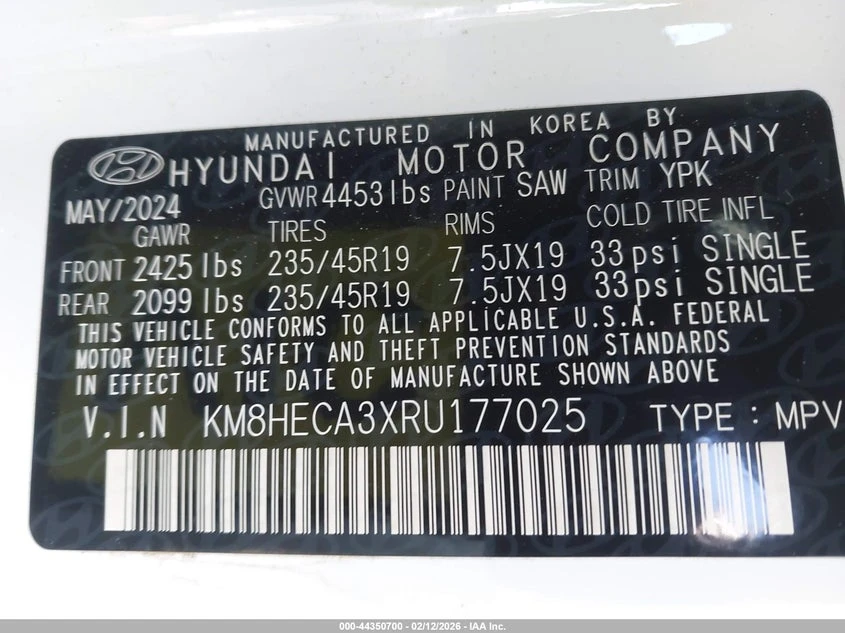 MANUFACTURED IN KOREA BY
HYUNDAI MOTOR COMPANY
MAY/2024 GVWR 4453 lbs PAINT SAW TRIM YPK
GAWR TIRES RIMS COLD TIRE INFL
FRONT 2425 lbs 235/45R19 7.5JX19 33psi SINGLE
REAR 2099 lbs 235/45R19 7.5JX19 33psi SINGLE
THIS VEHICLE CONFORMS TO ALL APPLICABLE U.S.A. FEDERAL
MOTOR VEHICLE SAFETY AND THEFT PREVENTION STANDARDS
IN EFFECT ON THE DATE OF MANUFACTURE SHOWN ABOVE
V.I.N KM8HECA3XRU177025 TYPE: MPV
000-44350700 - 02/12/2026 - IAA Inc.